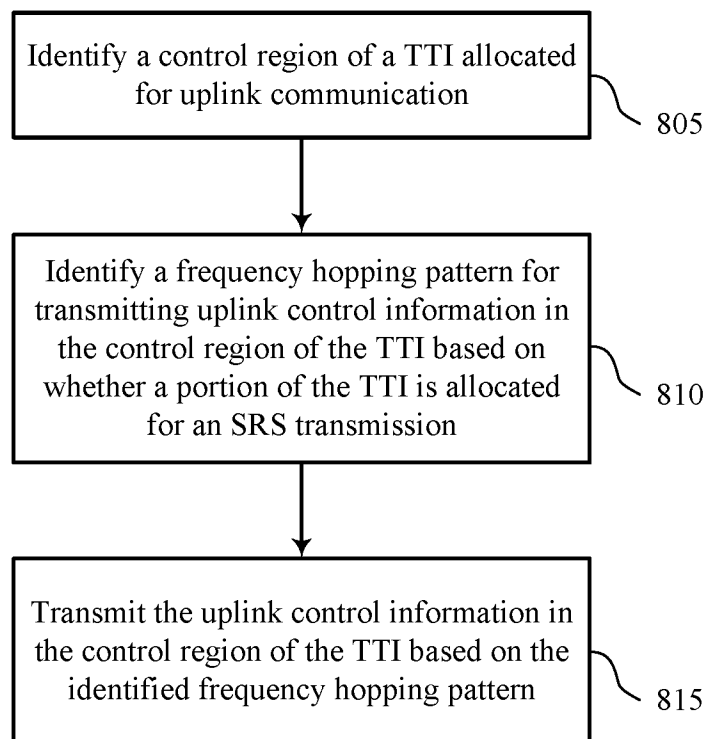 Identify a control region of a TTI allocated
for uplink communication
805
Identify a frequency hopping pattern for
transmitting uplink control information in
the control region of the TTI based on
whether a portion of the TTI is allocated
for an SRS transmission
810
Transmit the uplink control information in
the control region of the TTI based on the
identified frequency hopping pattern
815